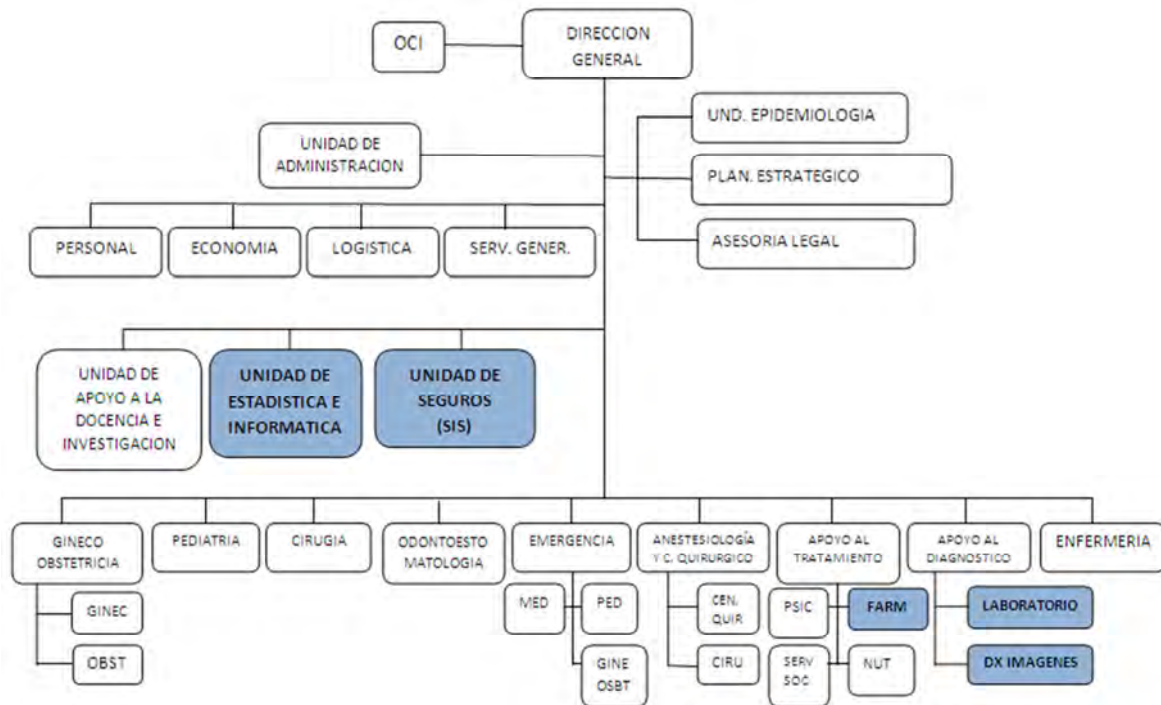 OCI
DIRECCION
GENERAL
UND. EPIDEMIOLOGIA
UNIDAD DE
ADMINISTRACION
PLAN. ESTRATEGICO
ASESORIA LEGAL
PERSONAL
ECONOMIA
LOGISTICA
SERV. GENER.
UNIDAD DE
APOYO A LA
DOCENCIA E
INVESTIGACION
UNIDAD DE
ESTADISTICA E
INFORMATICA
UNIDAD DE
SEGUROS
(SIS)
GINECO
OBSTETRICIA
PEDIATRIA
CIRUGIA
ODONTOESTO
MATOLOGIA
EMERGENCIA
ANESTESIOLOGÍA
Y C. QUIRURGICO
APOYO AL
TRATAMIENTO
APOYO AL
DIAGNOSTICO
ENFERMERIA
GINEC
OBST
MED
PED
GINE
OSBT
CEN.
QUIR
CIRU
PSIC
FARM
SERV
SOC
NUT
LABORATORIO
DX IMAGENES